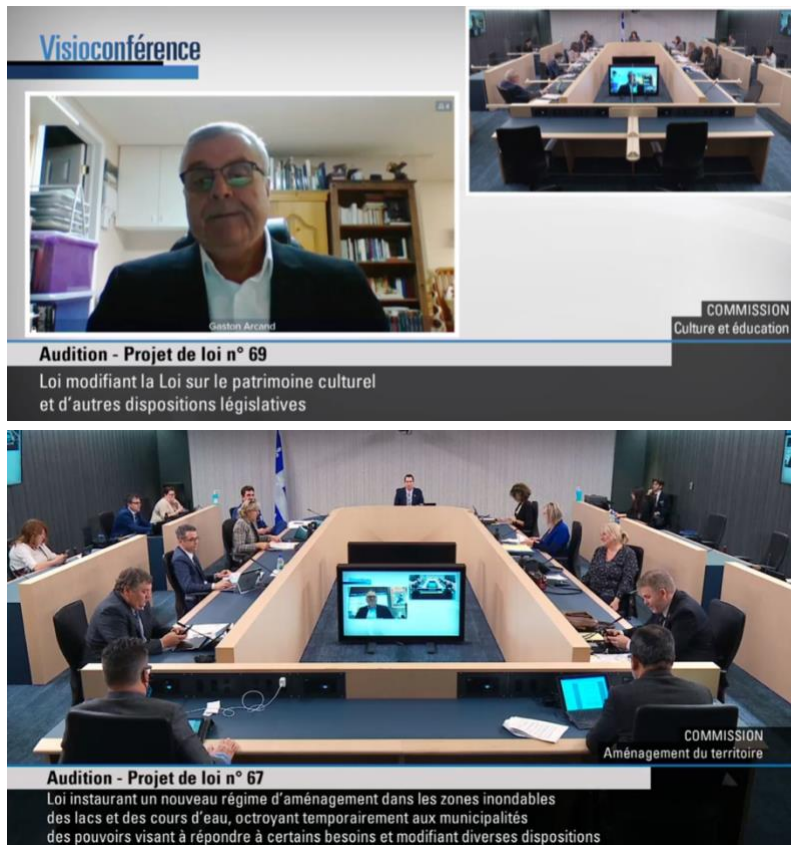 Visioconférence
Gaston Arcand
COMMISSION
Culture et éducation
Audition - Projet de loi n° 69
Loi modifiant la Loi sur le patrimoine culturel
et d'autres dispositions législatives
COMMISSION
Aménagement du territoire
Audition - Projet de loi n° 67
Loi instaurant un nouveau régime d'aménagement dans les zones inondables
des lacs et des cours d'eau, octroyant temporairement aux municipalités
des pouvoirs visant à répondre à certains besoins et modifiant diverses dispositions